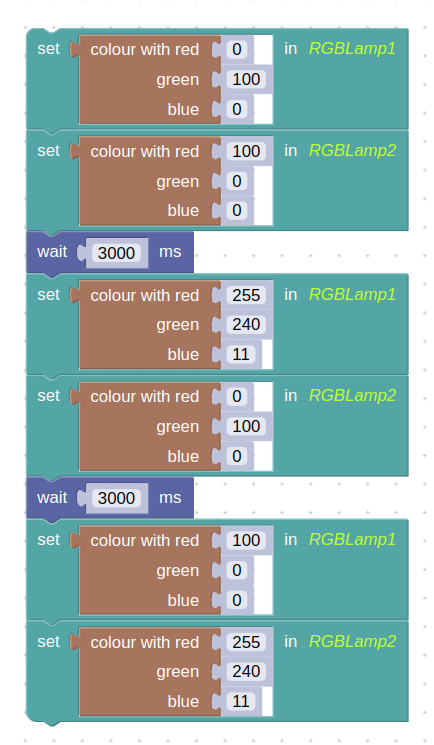 set colour with red 0 in RGBLamp1
green 100
blue 0
set colour with red 100 in RGBLamp2
green 0
blue 0
wait 3000 ms
set colour with red 255 in RGBLamp1
green 240
blue 11
set colour with red 0 in RGBLamp2
green 100
blue 0
wait 3000 ms
set colour with red 100 in RGBLamp1
green 0
blue 0
set colour with red 255 in RGBLamp2
green 240
blue 11